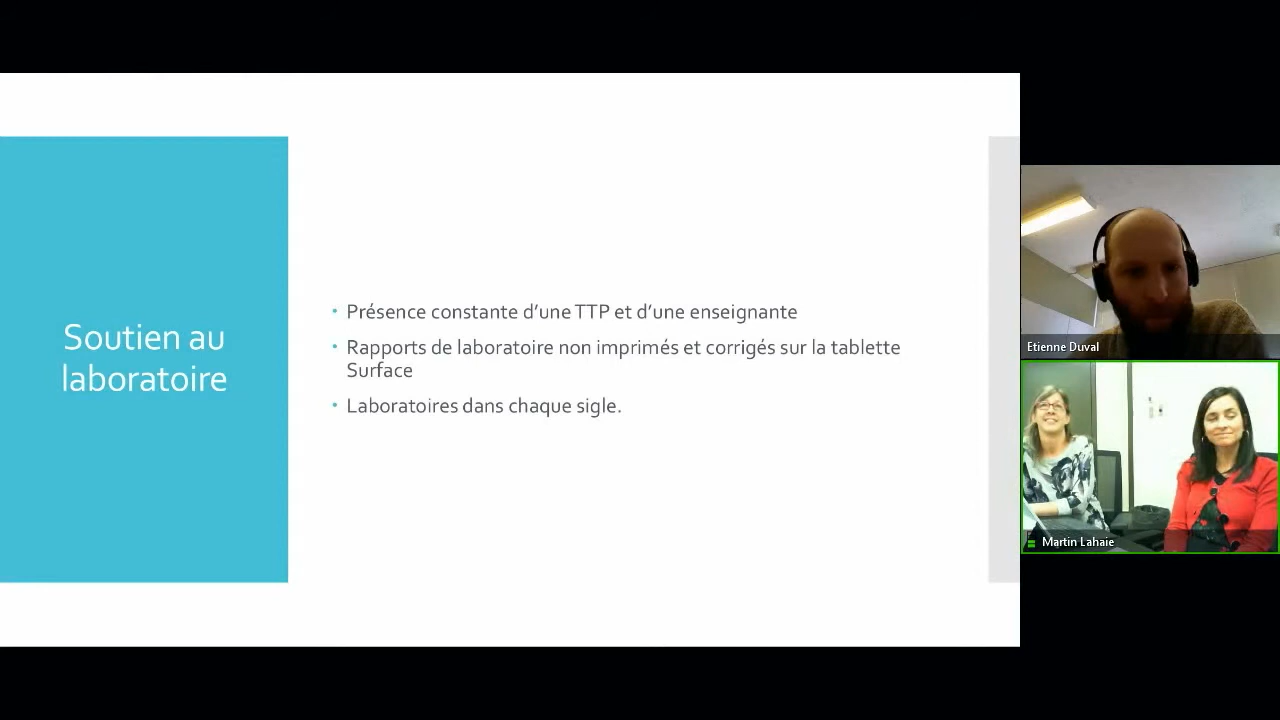 Soutien au
laboratoire
• Présence constante d’une TTP et d’une enseignante
• Rapports de laboratoire non imprimés et corrigés sur la tablette
Surface
• Laboratoires dans chaque sigle.
Etienne Duval
Martin Lahaie